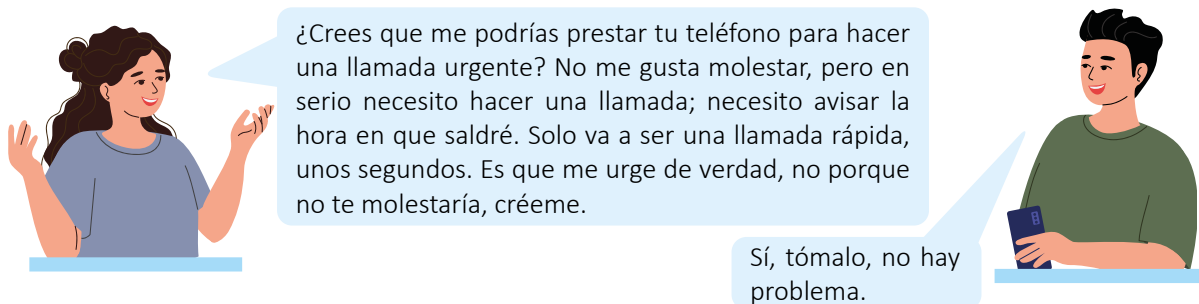 ¿Crees que me podrías prestar tu teléfono para hacer
una llamada urgente? No me gusta molestar, pero en
serio necesito hacer una llamada; necesito avisar la
hora en que saldré. Solo va a ser una llamada rápida,
unos segundos. Es que me urge de verdad, no porque
no te molestaría, créeme.
Sí, tómalo, no hay
problema.